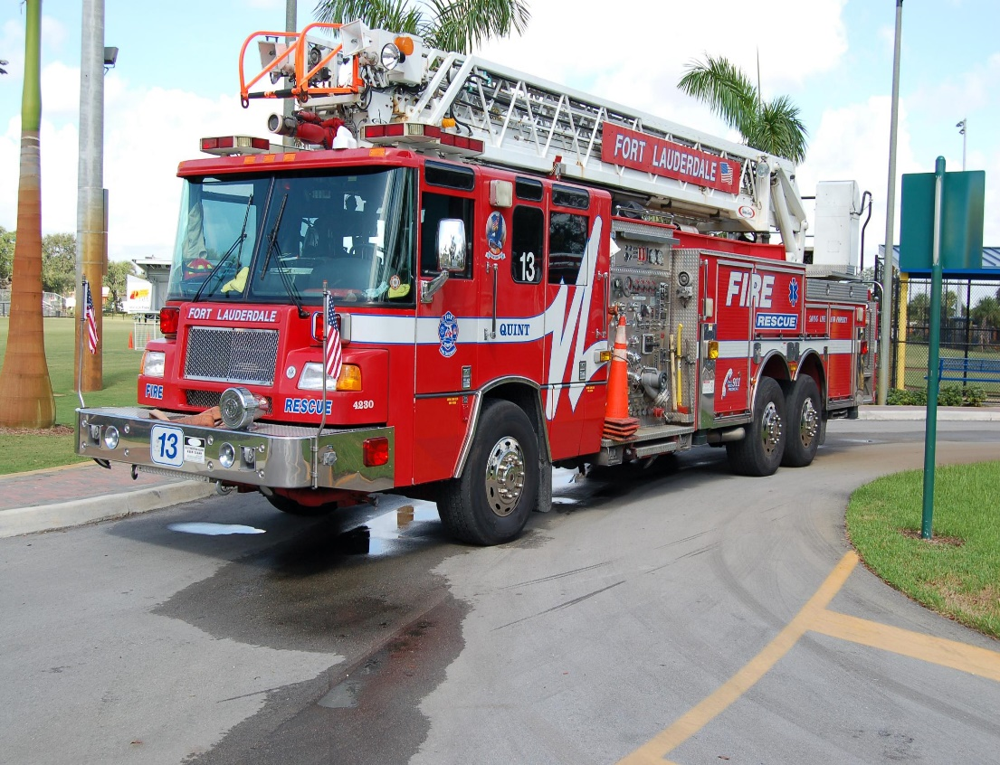 FORT LAUDERDALE
FORT LAUDERDALE
13
QUINT
FIRE
RESCUE
FIRE
RESCUE
4230
13